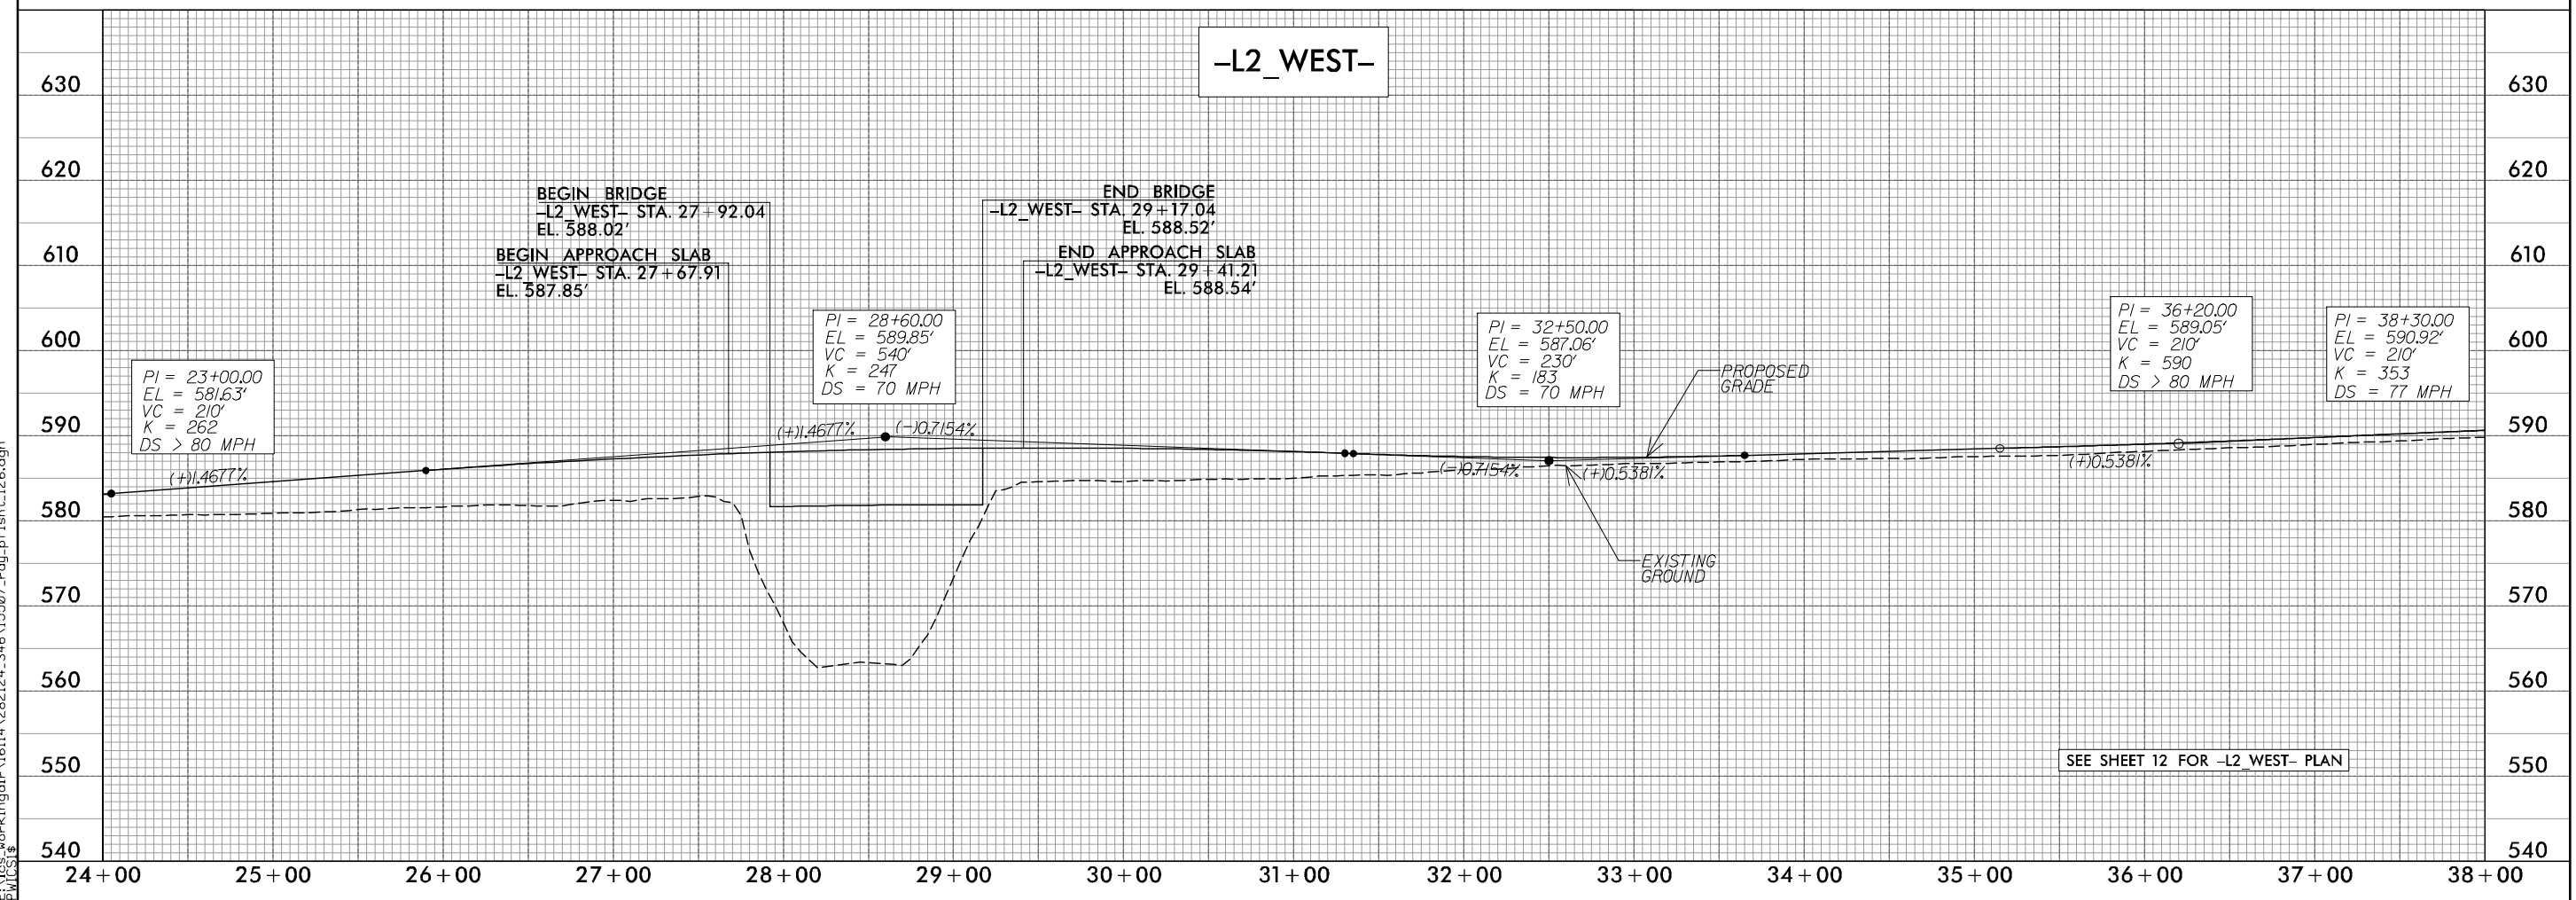 –L2_WEST–
630 630
620 620
610 610
600 600
590 590
580 580
570 570
560 560
550 550
540 540
BEGIN BRIDGE
–L2_WEST– STA. 27+92.04
EL. 588.02'
BEGIN APPROACH SLAB
–L2_WEST– STA. 27+67.91
EL. 587.85'
END BRIDGE
–L2_WEST– STA. 29+17.04
EL. 588.52'
END APPROACH SLAB
–L2_WEST– STA. 29+41.21
EL. 588.54'
PI = 23+00.00
EL = 581.63'
VC = 210'
K = 262
DS > 80 MPH
PI = 28+60.00
EL = 589.85'
VC = 540'
K = 247
DS = 70 MPH
PI = 32+50.00
EL = 587.06'
VC = 230'
K = 183
DS = 70 MPH
PI = 36+20.00
EL = 589.05'
VC = 210'
K = 590
DS > 80 MPH
PI = 38+30.00
EL = 590.92'
VC = 210'
K = 353
DS = 77 MPH
PROPOSED
GRADE
(+)1.4677%
(+)1.4677%
(–)0.7154%
(–)0.7154%
(+)0.5381%
(+)0.5381%
EXISTING
GROUND
SEE SHEET 12 FOR –L2_WEST– PLAN
24+00 25+00 26+00 27+00 28+00 29+00 30+00 31+00 32+00 33+00 34+00 35+00 36+00 37+00 38+00